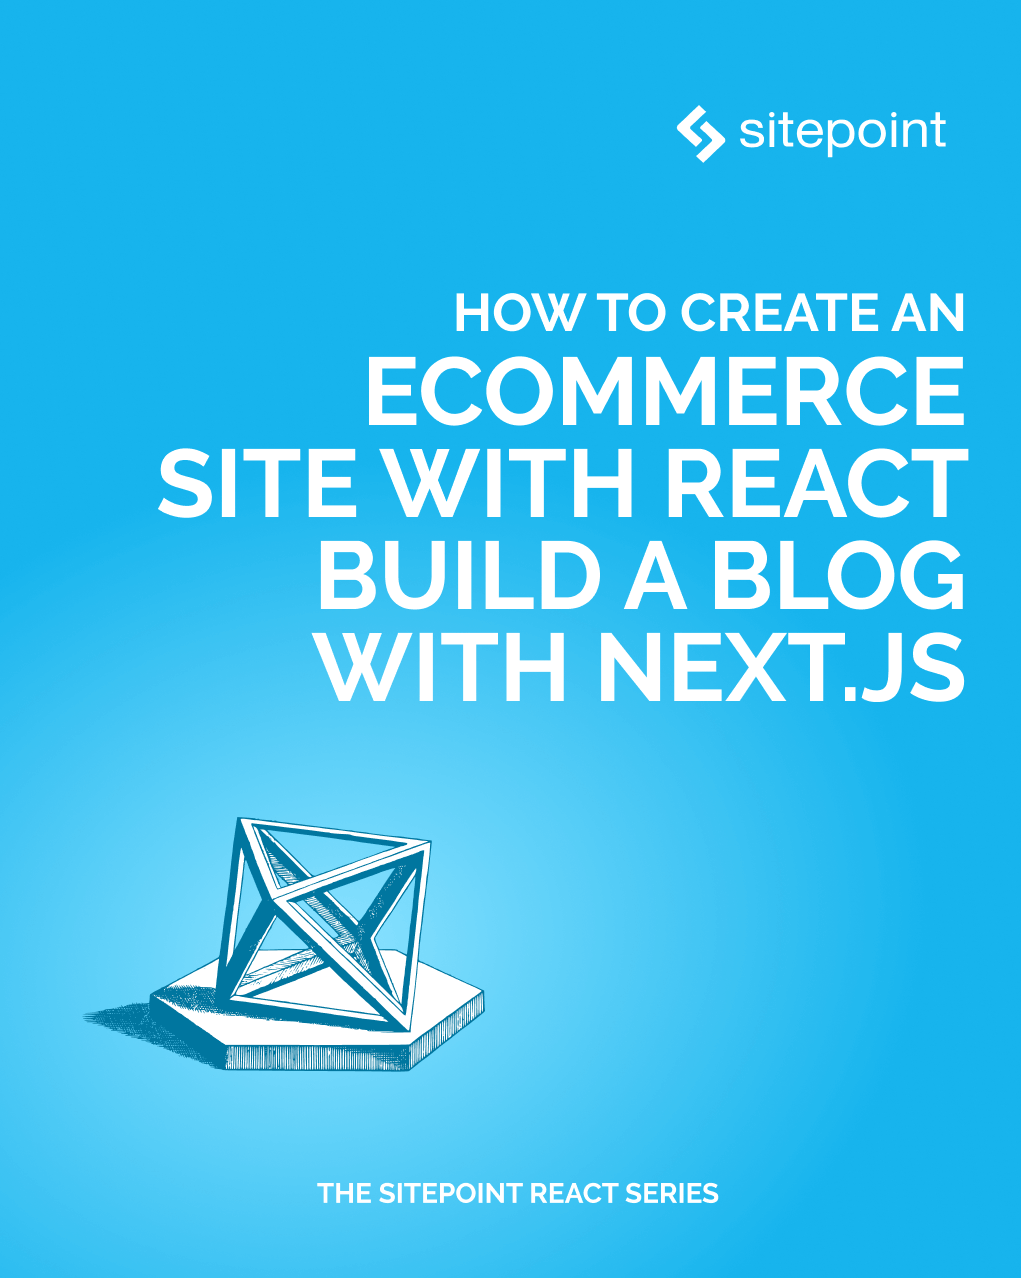 sitepoint
HOW TO CREATE AN
ECOMMERCE
SITE WITH REACT
BUILD A BLOG
WITH NEXT.JS
THE SITEPOINT REACT SERIES